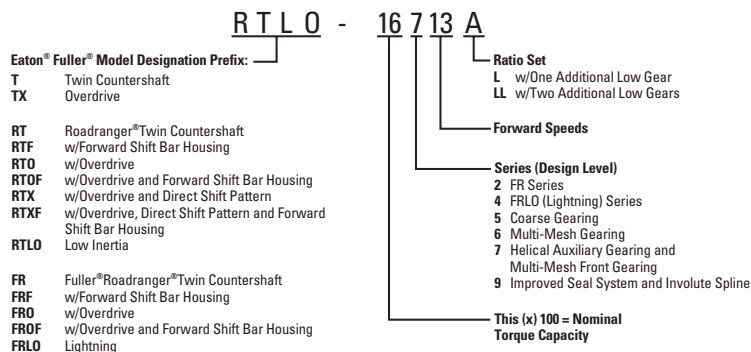 RTLO - 16 7 13 A
Eaton® Fuller® Model Designation Prefix:
T Twin Countershaft
TX Overdrive
RT Roadranger®Twin Countershaft
RTF w/Forward Shift Bar Housing
RTO w/Overdrive
RTOF w/Overdrive and Forward Shift Bar Housing
RTX w/Overdrive and Direct Shift Pattern
RTXF w/Overdrive, Direct Shift Pattern and Forward
Shift Bar Housing
RTLO Low Inertia
FR Fuller®Roadranger®Twin Countershaft
FRF w/Forward Shift Bar Housing
FRO w/Overdrive
FROF w/Overdrive and Forward Shift Bar Housing
FRLO Lightning
Ratio Set
L w/One Additional Low Gear
LL w/Two Additional Low Gears
Forward Speeds
Series (Design Level)
2 FR Series
4 FRLO (Lightning) Series
5 Coarse Gearing
6 Multi-Mesh Gearing
7 Helical Auxiliary Gearing and
Multi-Mesh Front Gearing
9 Improved Seal System and Involute Spline
This (x) 100 = Nominal
Torque Capacity